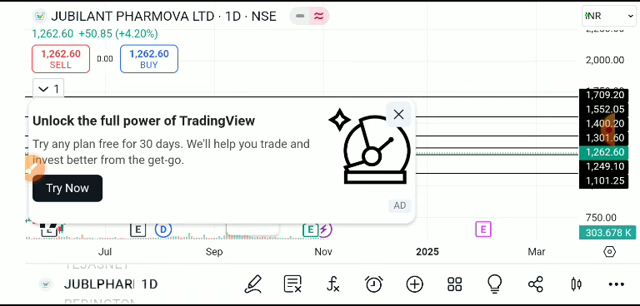 JUBILANT PHARMOVA LTD · 1D · NSE
INR
1,262.60 +50.85 (+4.20%)
1,262.60
SELL
0.00
1,262.60
BUY
2,000.00
1
1,709.20
1,552.05
1,400.20
1,301.60
1,262.60
1,249.10
1,101.25
750.00
303.678 K
Unlock the full power of TradingView
Try any plan free for 30 days. We'll help you trade and
invest better from the get-go.
Try Now
AD
E
D
E
E
Jul
Sep
Nov
2025
Mar
JUBLPHARM 1D